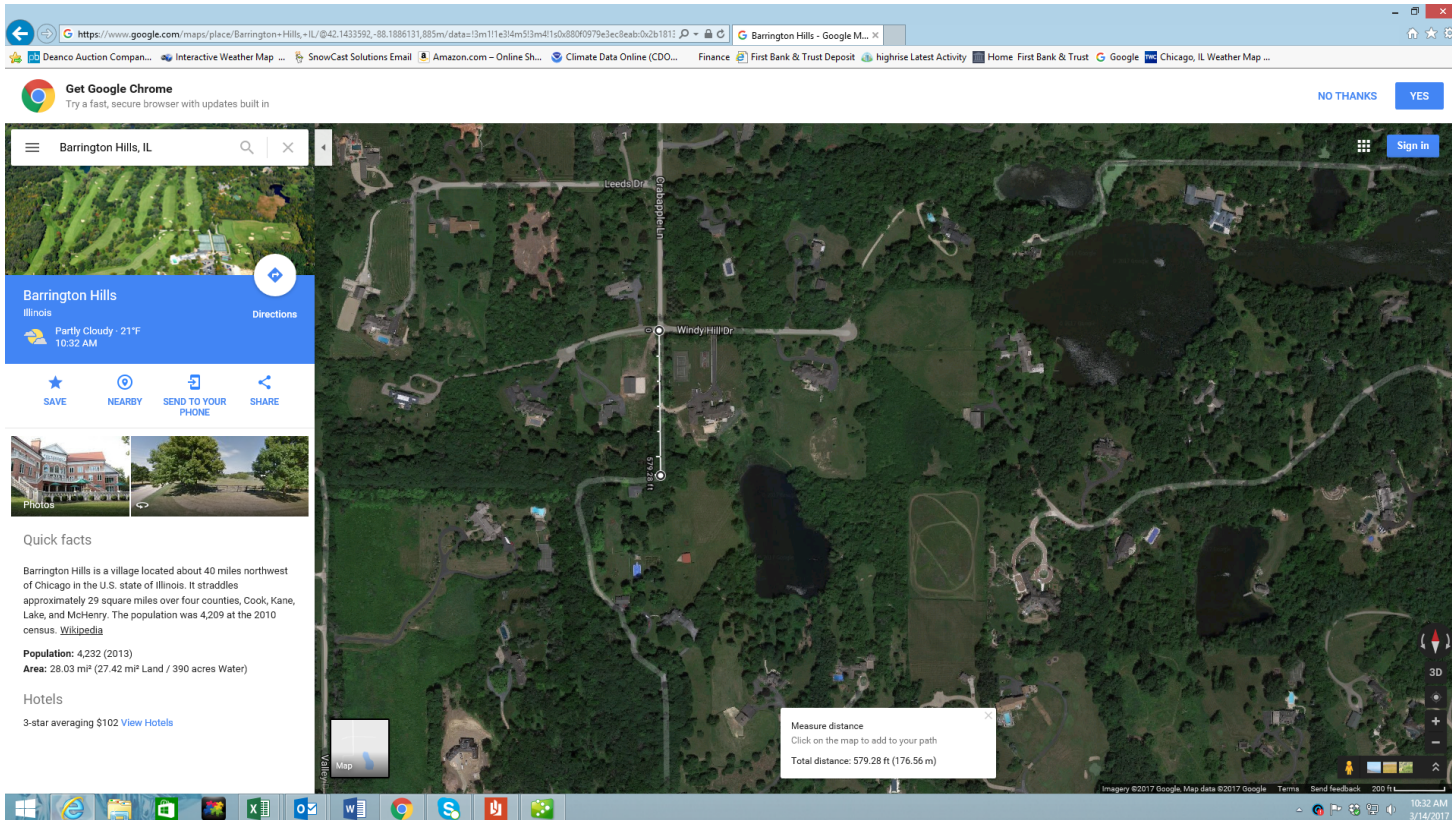 https://www.google.com/maps/place/Barrington+Hills,+IL/@42.1433592,-88.1886131,885m/data=!3m1!1e3!4m5!3m4!1s0x880f0979e3ec8eab:0x2b1813
Barrington Hills - Google M...
Deanco Auction Compan...
Interactive Weather Map ...
SnowCast Solutions Email
Amazon.com – Online Sh...
Climate Data Online (CDO...
Finance
First Bank & Trust Deposit
highrise Latest Activity
Home First Bank & Trust
Google
Chicago, IL Weather Map ...
Get Google Chrome
Try a fast, secure browser with updates built in
NO THANKS
YES
Barrington Hills, IL
Sign in
Barrington Hills
Illinois
Partly Cloudy · 21°F
10:32 AM
Directions
SAVE
NEARBY
SEND TO YOUR
PHONE
SHARE
Photos
Quick facts
Barrington Hills is a village located about 40 miles northwest
of Chicago in the U.S. state of Illinois. It straddles
approximately 29 square miles over four counties, Cook, Kane,
Lake, and McHenry. The population was 4,209 at the 2010
census. Wikipedia
Population: 4,232 (2013)
Area: 28.03 mi² (27.42 mi² Land / 390 acres Water)
Hotels
3-star averaging $102 View Hotels
Leeds Dr
Crabapple Ln
0
Windy Hill Dr
579.28 ft
Valley
Map
Measure distance
Click on the map to add to your path
Total distance: 579.28 ft (176.56 m)
3D
Imagery ©2017 Google, Map data ©2017 Google
Terms
Send feedback
200 ft
10:32 AM
3/14/2017